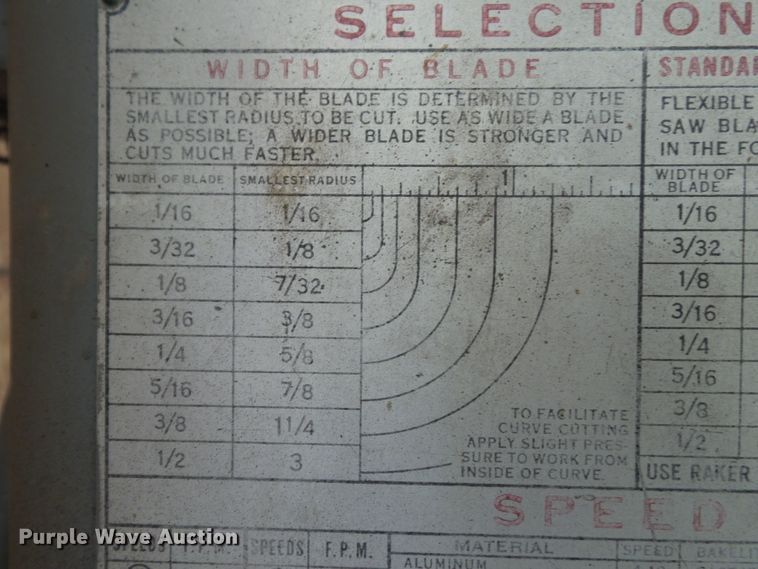 SELECTION
WIDTH OF BLADE
THE WIDTH OF THE BLADE IS DETERMINED BY THE
SMALLEST RADIUS TO BE CUT. USE AS WIDE A BLADE
AS POSSIBLE; A WIDER BLADE IS STRONGER AND
CUTS MUCH FASTER.
WIDTH OF BLADE SMALLEST RADIUS 1
1/16 1/16
3/32 1/8
1/8 7/32
3/16 3/8
1/4 5/8
5/16 7/8
3/8 1 1/4
1/2 3
TO FACILITATE
CURVE CUTTING
APPLY SLIGHT PRES-
SURE TO WORK FROM
INSIDE OF CURVE.
STANDA
FLEXIBLE
SAW BLA
IN THE FO
WIDTH OF
BLADE
1/16
3/32
1/8
3/16
1/4
5/16
3/8
1/2
USE RAKER
SPEED
SPEEDS F.P.M. SPEEDS F.P.M. MATERIAL SPEED BAKELI
ALUMINUM
Purple Wave Auction